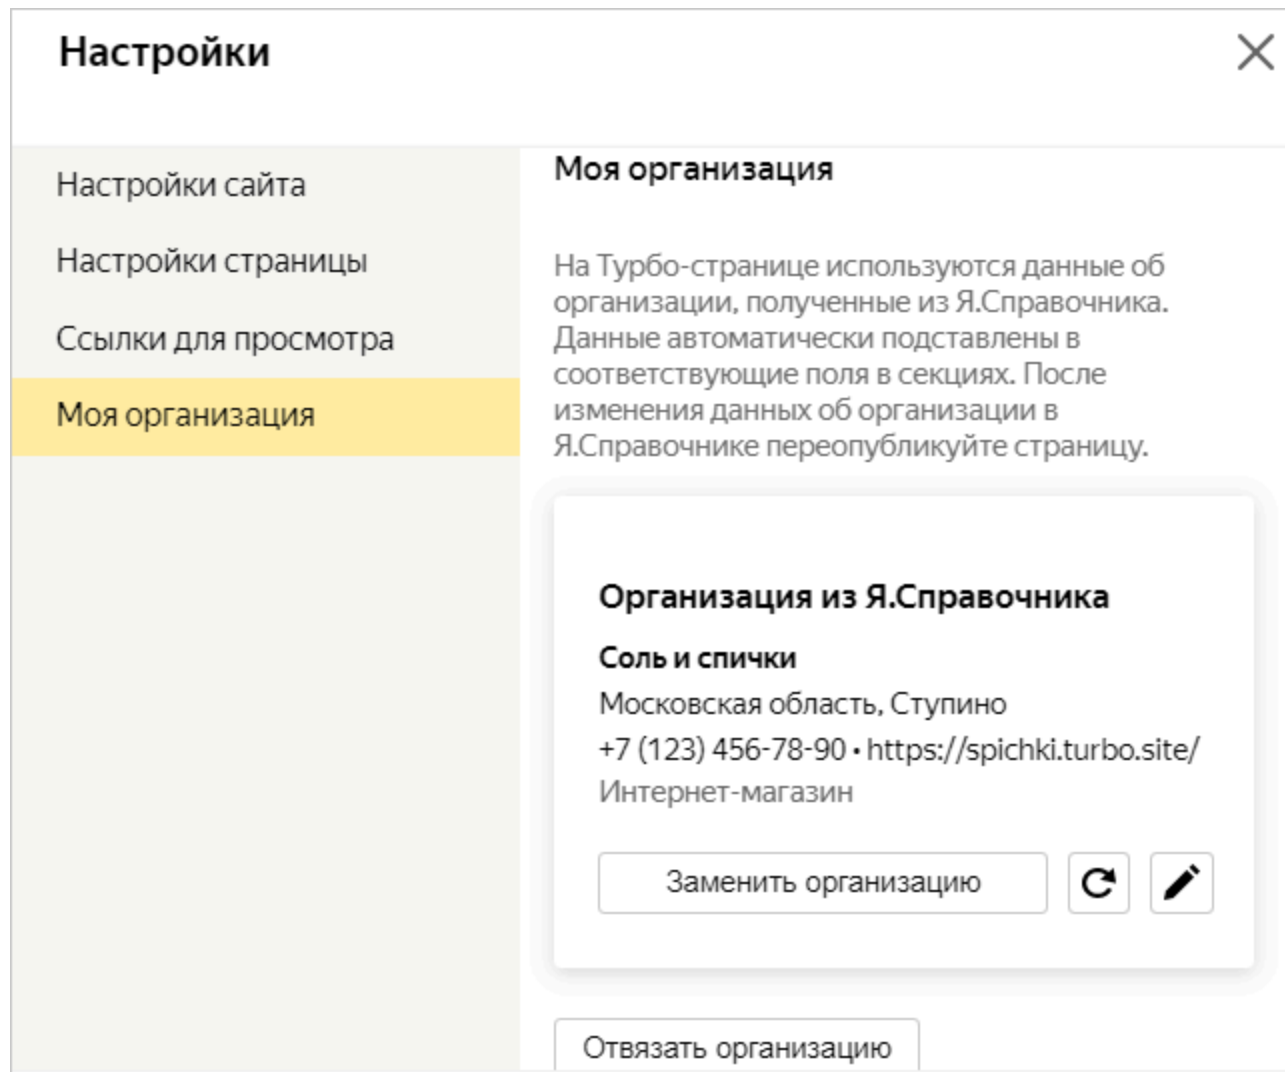 Настройки
Настройки сайта
Настройки страницы
Ссылки для просмотра
Моя организация
Моя организация
На Турбо-странице используются данные об
организации, полученные из Я.Справочника.
Данные автоматически подставлены в
соответствующие поля в секциях. После
изменения данных об организации в
Я.Справочнике переопубликуйте страницу.
Организация из Я.Справочника
Соль и спички
Московская область, Ступино
+7 (123) 456-78-90 • https://spichki.turbo.site/
Интернет-магазин
Заменить организацию
Отвязать организацию